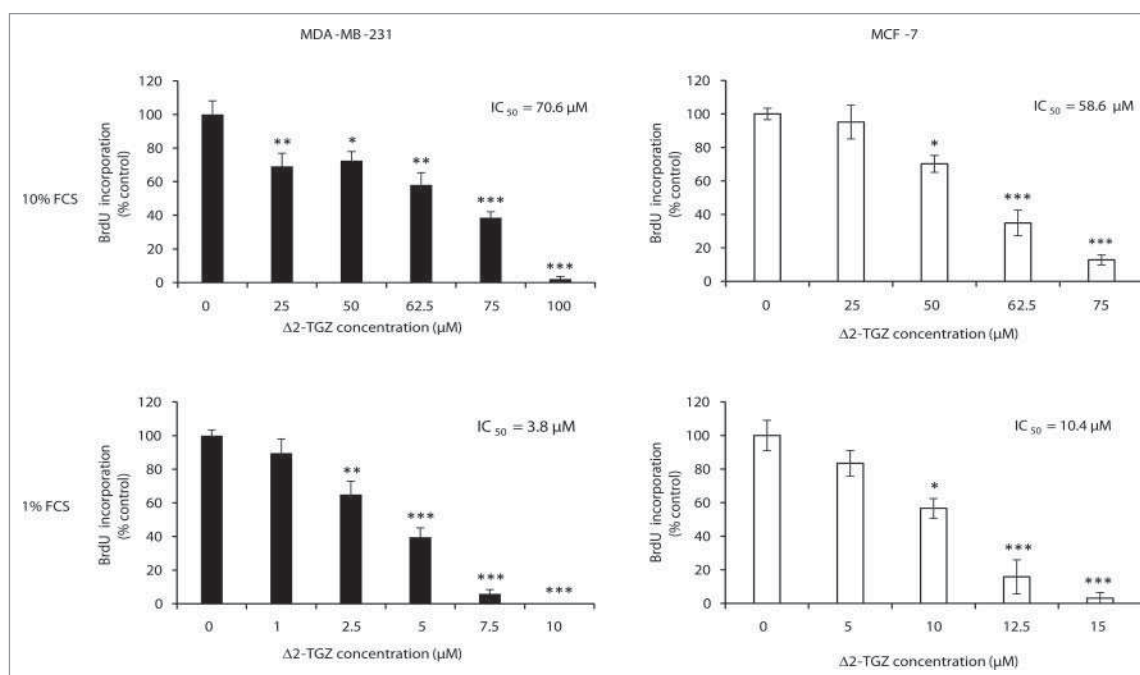 MDA-MB-231
MCF-7
10% FCS
BrdU incorporation
(% control)
120
100
80
60
40
20
0
IC50 = 70.6 µM
**
*
**
***
***
0 25 50 62.5 75 100
Δ2-TGZ concentration (µM)
BrdU incorporation
(% control)
120
100
80
60
40
20
0
IC50 = 58.6 µM
*
***
***
0 25 50 62.5 75
Δ2-TGZ concentration (µM)
1% FCS
BrdU incorporation
(% control)
120
100
80
60
40
20
0
IC50 = 3.8 µM
**
***
***
***
0 1 2.5 5 7.5 10
Δ2-TGZ concentration (µM)
BrdU incorporation
(% control)
120
100
80
60
40
20
0
IC50 = 10.4 µM
*
***
***
0 5 10 12.5 15
Δ2-TGZ concentration (µM)